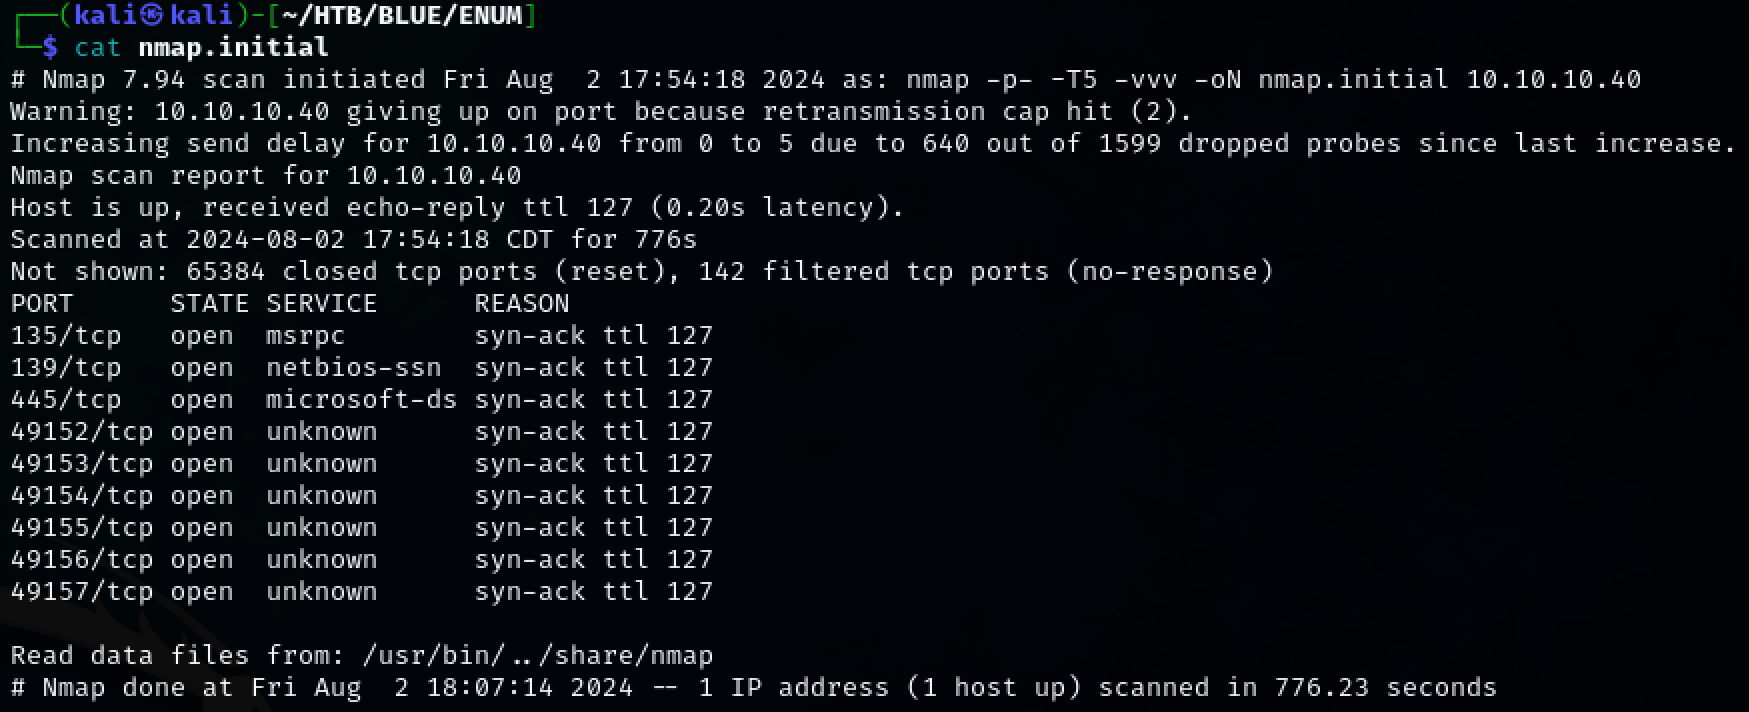 ┌──(kali㉿kali)-[~/HTB/BLUE/ENUM]
└─$ cat nmap.initial
# Nmap 7.94 scan initiated Fri Aug  2 17:54:18 2024 as: nmap -p- -T5 -vvv -oN nmap.initial 10.10.10.40
Warning: 10.10.10.40 giving up on port because retransmission cap hit (2).
Increasing send delay for 10.10.10.40 from 0 to 5 due to 640 out of 1599 dropped probes since last increase.
Nmap scan report for 10.10.10.40
Host is up, received echo-reply ttl 127 (0.20s latency).
Scanned at 2024-08-02 17:54:18 CDT for 776s
Not shown: 65384 closed tcp ports (reset), 142 filtered tcp ports (no-response)
PORT      STATE SERVICE      REASON
135/tcp   open  msrpc        syn-ack ttl 127
139/tcp   open  netbios-ssn  syn-ack ttl 127
445/tcp   open  microsoft-ds syn-ack ttl 127
49152/tcp open  unknown      syn-ack ttl 127
49153/tcp open  unknown      syn-ack ttl 127
49154/tcp open  unknown      syn-ack ttl 127
49155/tcp open  unknown      syn-ack ttl 127
49156/tcp open  unknown      syn-ack ttl 127
49157/tcp open  unknown      syn-ack ttl 127
Read data files from: /usr/bin/../share/nmap
# Nmap done at Fri Aug  2 18:07:14 2024 -- 1 IP address (1 host up) scanned in 776.23 seconds